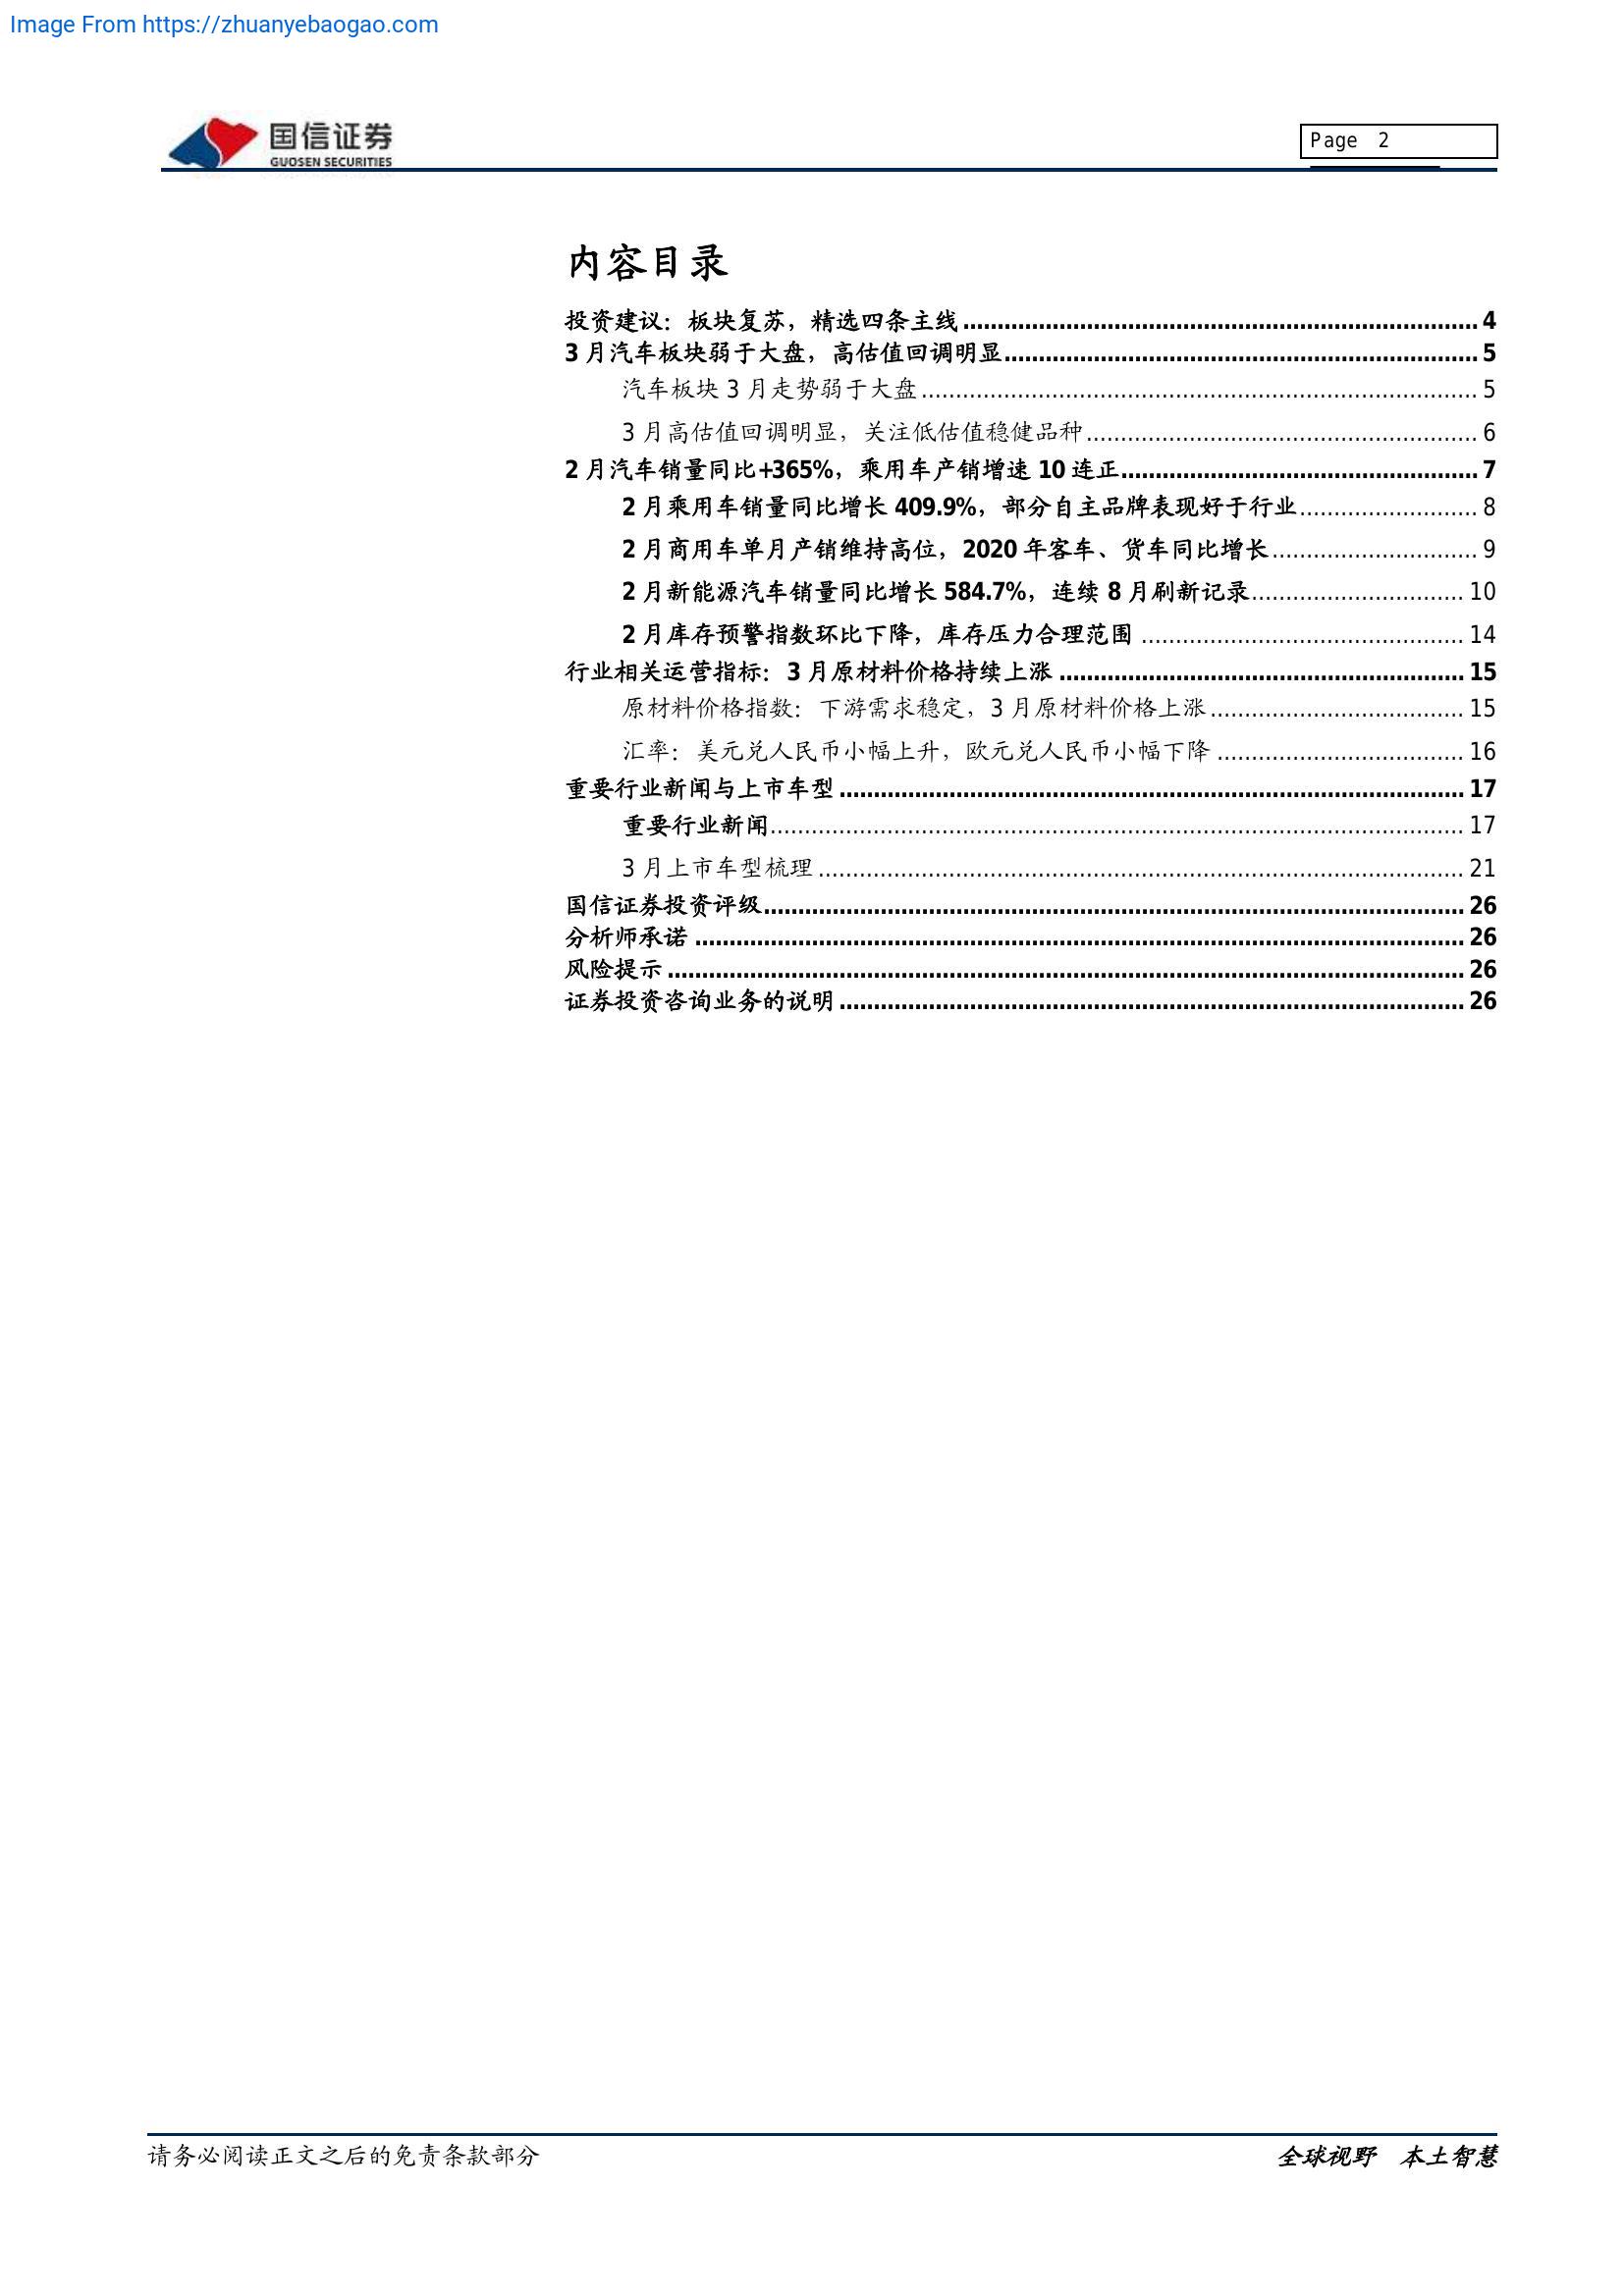 Image From https://zhuanyebaogao.com
国信证券
GUOSEN SECURITIES
Page 2
内容目录
投资建议：板块复苏，精选四条主线 ........ 4
3 月汽车板块弱于大盘，高估值回调明显 ........ 5
汽车板块 3 月走势弱于大盘 ........ 5
3 月高估值回调明显，关注低估值稳健品种 ........ 6
2 月汽车销量同比+365%，乘用车产销增速 10 连正 ........ 7
2 月乘用车销量同比增长 409.9%，部分自主品牌表现好于行业 ........ 8
2 月商用车单月产销维持高位，2020 年客车、货车同比增长 ........ 9
2 月新能源汽车销量同比增长 584.7%，连续 8 月刷新记录 ........ 10
2 月库存预警指数环比下降，库存压力合理范围 ........ 14
行业相关运营指标：3 月原材料价格持续上涨 ........ 15
原材料价格指数：下游需求稳定，3 月原材料价格上涨 ........ 15
汇率：美元兑人民币小幅上升，欧元兑人民币小幅下降 ........ 16
重要行业新闻与上市车型 ........ 17
重要行业新闻 ........ 17
3 月上市车型梳理 ........ 21
国信证券投资评级 ........ 26
分析师承诺 ........ 26
风险提示 ........ 26
证券投资咨询业务的说明 ........ 26
请务必阅读正文之后的免责条款部分
全球视野 本土智慧